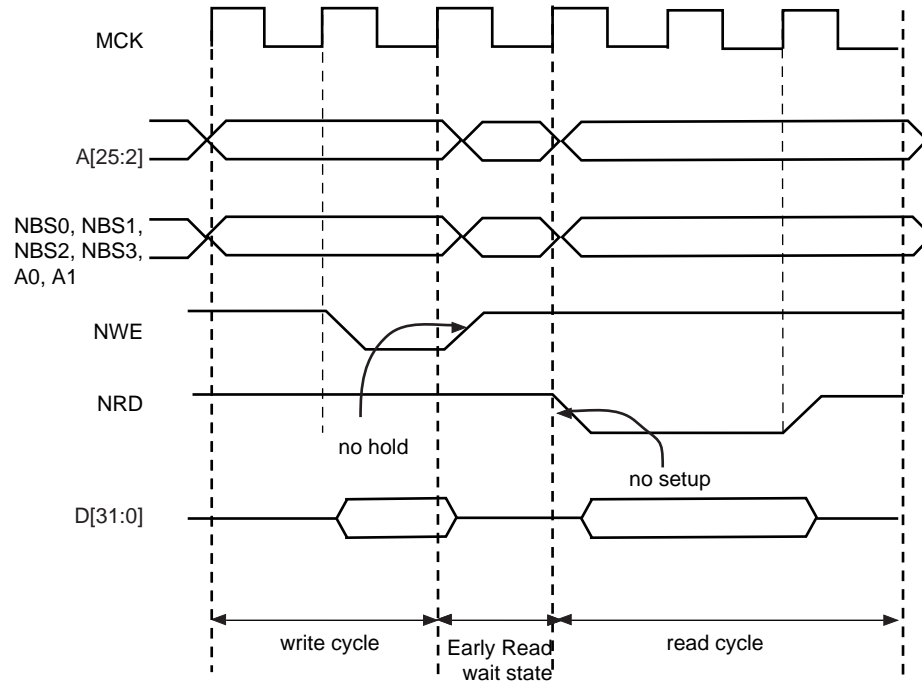 MCK
A[25:2]
NBS0, NBS1,
NBS2, NBS3,
A0, A1
NWE
NRD
no hold
no setup
D[31:0]
write cycle
Early Read
wait state
read cycle